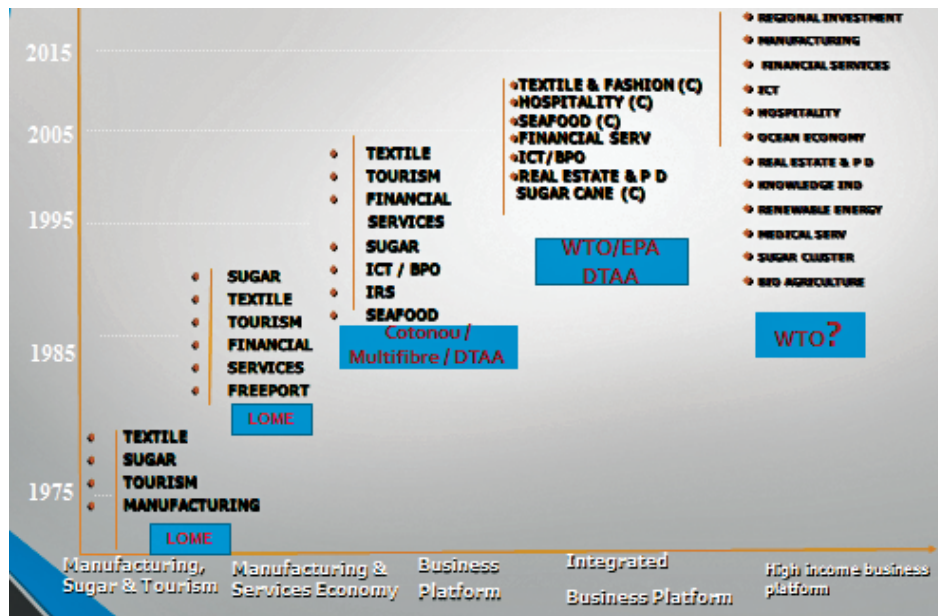 2015
2005
1995
1985
1975
TEXTILE
SUGAR
TOURISM
MANUFACTURING
LOME
SUGAR
TEXTILE
TOURISM
FINANCIAL
SERVICES
FREEPORT
LOME
TEXTILE
TOURISM
FINANCIAL
SERVICES
SUGAR
ICT / BPO
IRS
SEAFOOD
Cotonou /
Multifibre / DTAA
TEXTILE & FASHION (C)
HOSPITALITY (C)
SEAFOOD (C)
FINANCIAL SERV
ICT/BPO
REAL ESTATE & P D
SUGAR CANE (C)
WTO/EPA
DTAA
REGIONAL INVESTMENT
MANUFACTURING
FINANCIAL SERVICES
ICT
HOSPITALITY
OCEAN ECONOMY
REAL ESTATE & P D
KNOWLEDGE IND
RENEWABLE ENERGY
MEDICAL SERV
SUGAR CLUSTER
BIO AGRICULTURE
WTO?
Manufacturing,
Sugar & Tourism
Manufacturing &
Services Economy
Business
Platform
Integrated
Business Platform
High income business
platform